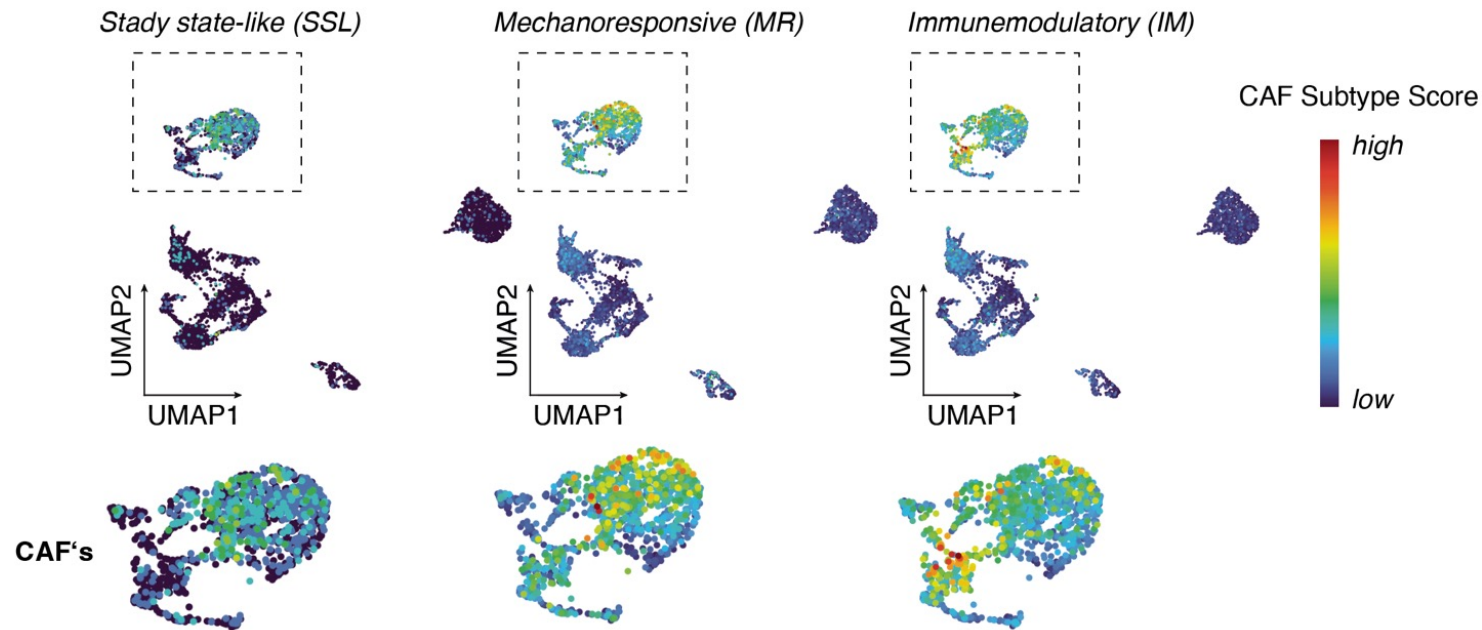 Stady state-like (SSL)
Mechanoresponsive (MR)
Immunemodulatory (IM)
CAF Subtype Score
high
low
UMAP2
UMAP1
UMAP2
UMAP1
UMAP2
UMAP1
CAF‘s